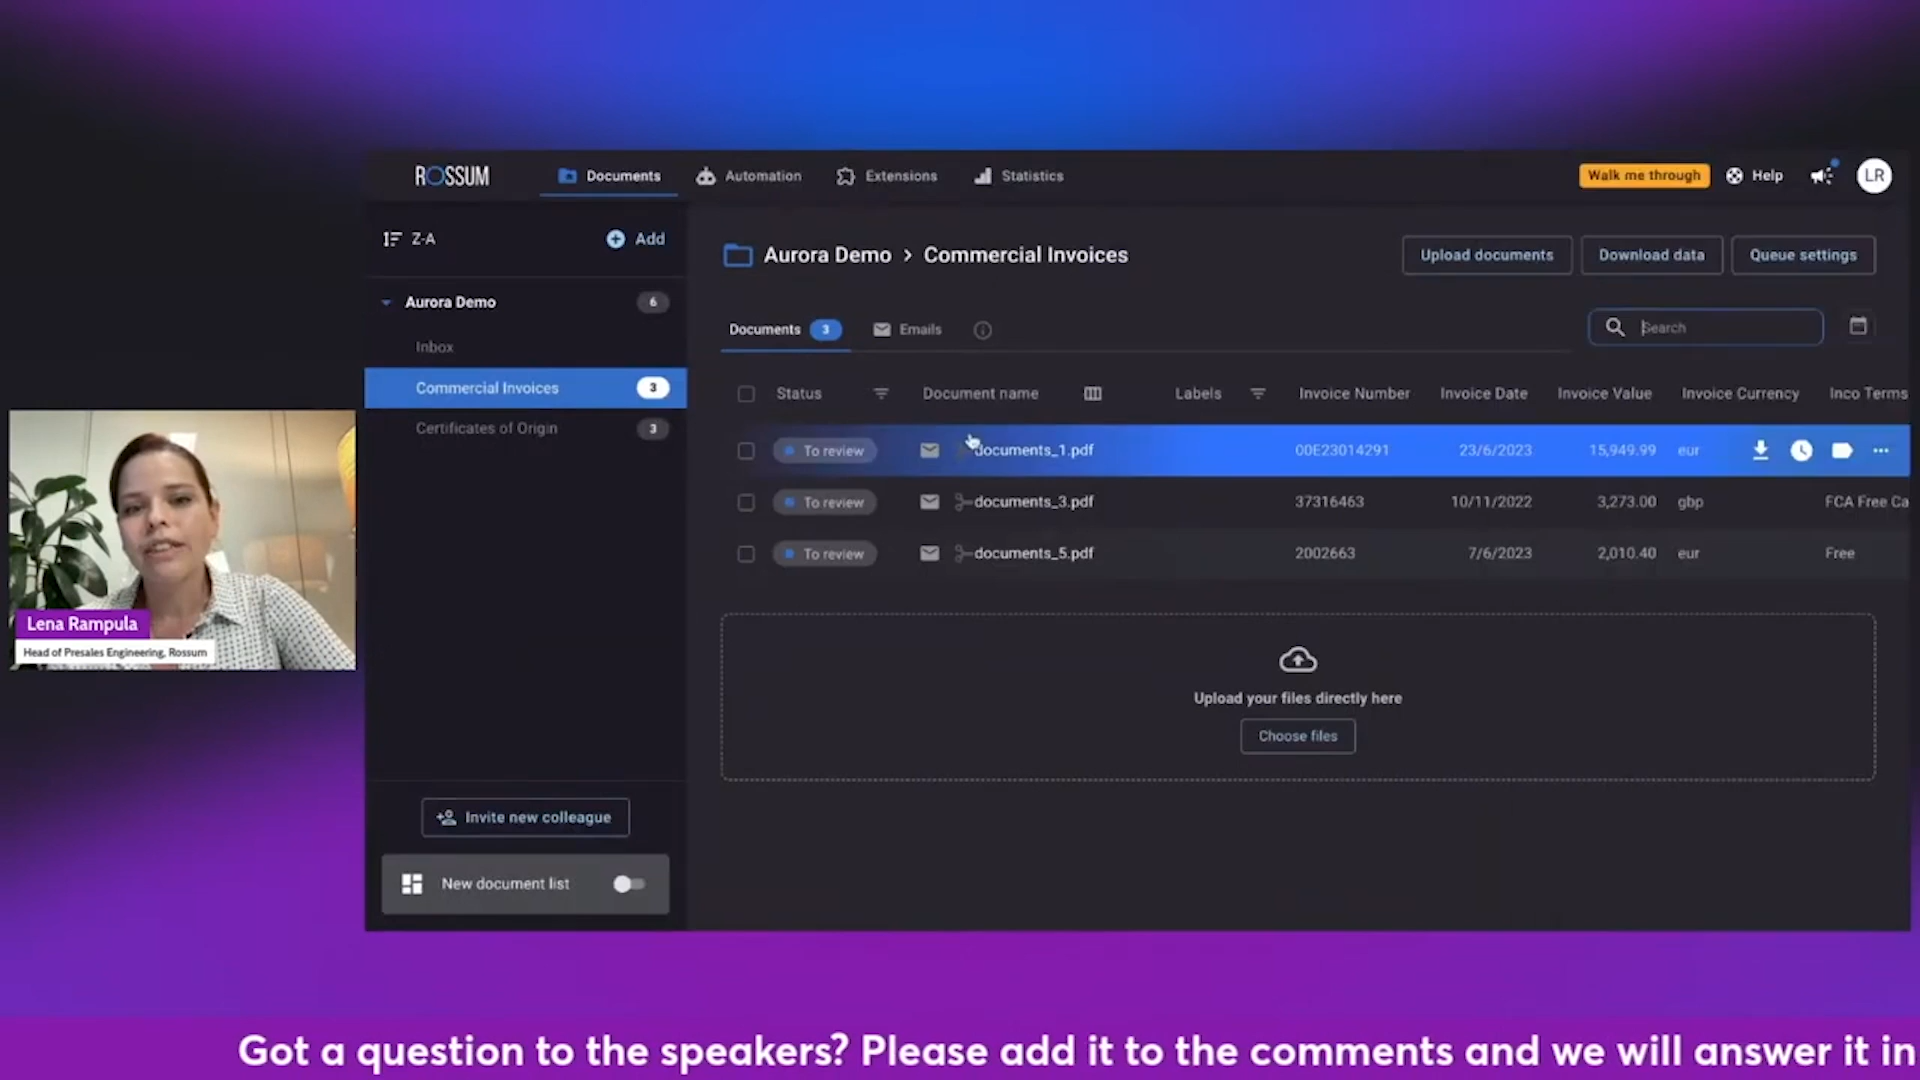 ROSSUM
Documents
Automation
Extensions
Statistics
Walk me through
Help
LR
Z-A
Add
Aurora Demo > Commercial Invoices
Upload documents
Download data
Queue settings
Aurora Demo
6
Inbox
Commercial Invoices
3
Certificates of Origin
3
Documents
3
Emails
Search
Status
Document name
Labels
Invoice Number
Invoice Date
Invoice Value
Invoice Currency
Inco Terms
To review documents_1.pdf 00E23014291 23/6/2023 15,949.99 eur
To review documents_3.pdf 37316463 10/11/2022 3,273.00 gbp FCA Free Ca
To review documents_5.pdf 2002663 7/6/2023 2,010.40 eur Free
Upload your files directly here
Choose files
Lena Rampula
Head of Presales Engineering, Rossum
Invite new colleague
New document list
Got a question to the speakers? Please add it to the comments and we will answer it in